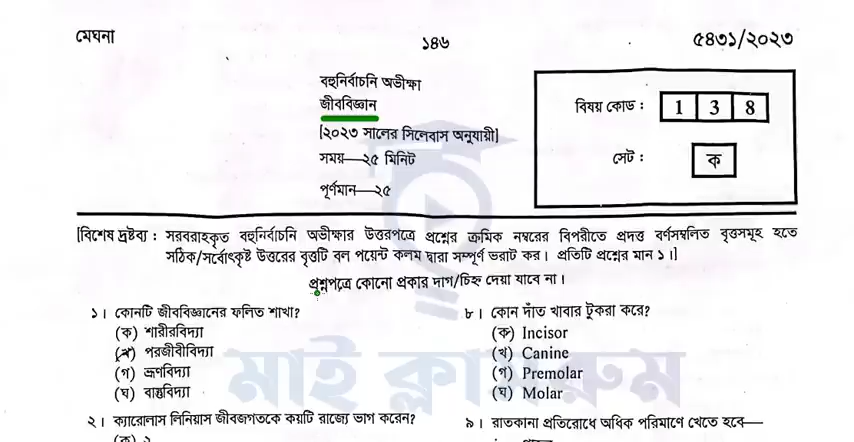 মেঘনা
১৪৬
৫৪৩১/২০২৩
বহুনির্বাচনি অভীক্ষা
জীববিজ্ঞান
[২০২৩ সালের সিলেবাস অনুযায়ী]
সময়—২৫ মিনিট
পূর্ণমান—২৫
বিষয় কোড : 1 3 8
সেট : ক
[বিশেষ দ্রষ্টব্য : সরবরাহকৃত বহুনির্বাচনি অভীক্ষার উত্তরপত্রে প্রশ্নের ক্রমিক নম্বরের বিপরীতে প্রদত্ত বর্ণসম্বলিত বৃত্তসমূহ হতে
সঠিক/সর্বোৎকৃষ্ট উত্তরের বৃত্তটি বল পয়েন্ট কলম দ্বারা সম্পূর্ণ ভরাট কর। প্রতিটি প্রশ্নের মান ১।]
প্রশ্নপত্রে কোনো প্রকার দাগ/চিহ্ন দেয়া যাবে না।
১। কোনটি জীববিজ্ঞানের ফলিত শাখা?
(ক) শারীরবিদ্যা
(খ) পরজীবীবিদ্যা
(গ) ভ্রূণবিদ্যা
(ঘ) বাস্তুবিদ্যা
২। ক্যারোলাস লিনিয়াস জীবজগতকে কয়টি রাজ্যে ভাগ করেন?
(ক) ২
৮। কোন দাঁত খাবার টুকরা করে?
(ক) Incisor
(খ) Canine
(গ) Premolar
(ঘ) Molar
৯। রাতকানা প্রতিরোধে অধিক পরিমাণে খেতে হবে—
মাই ক্লাসরুম